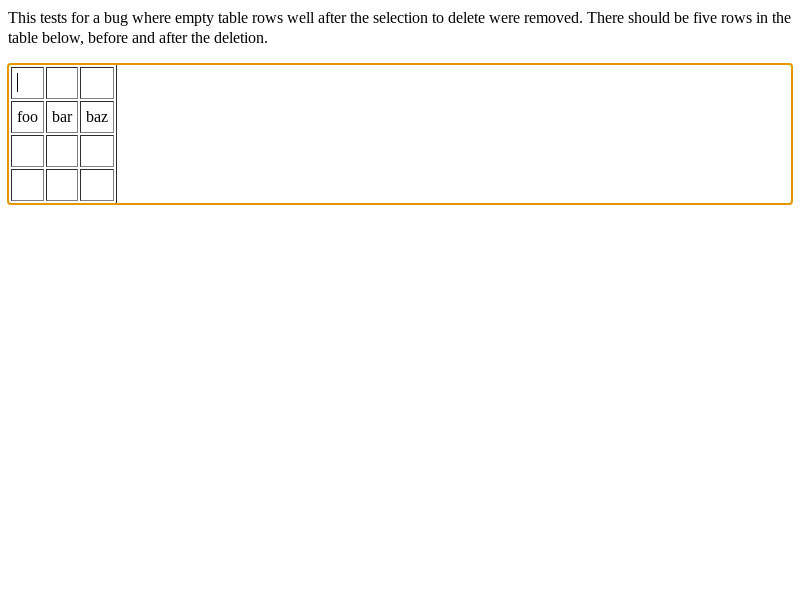 This tests for a bug where empty table rows well after the selection to delete were removed. There should be five rows in the
table below, before and after the deletion.
foo bar baz